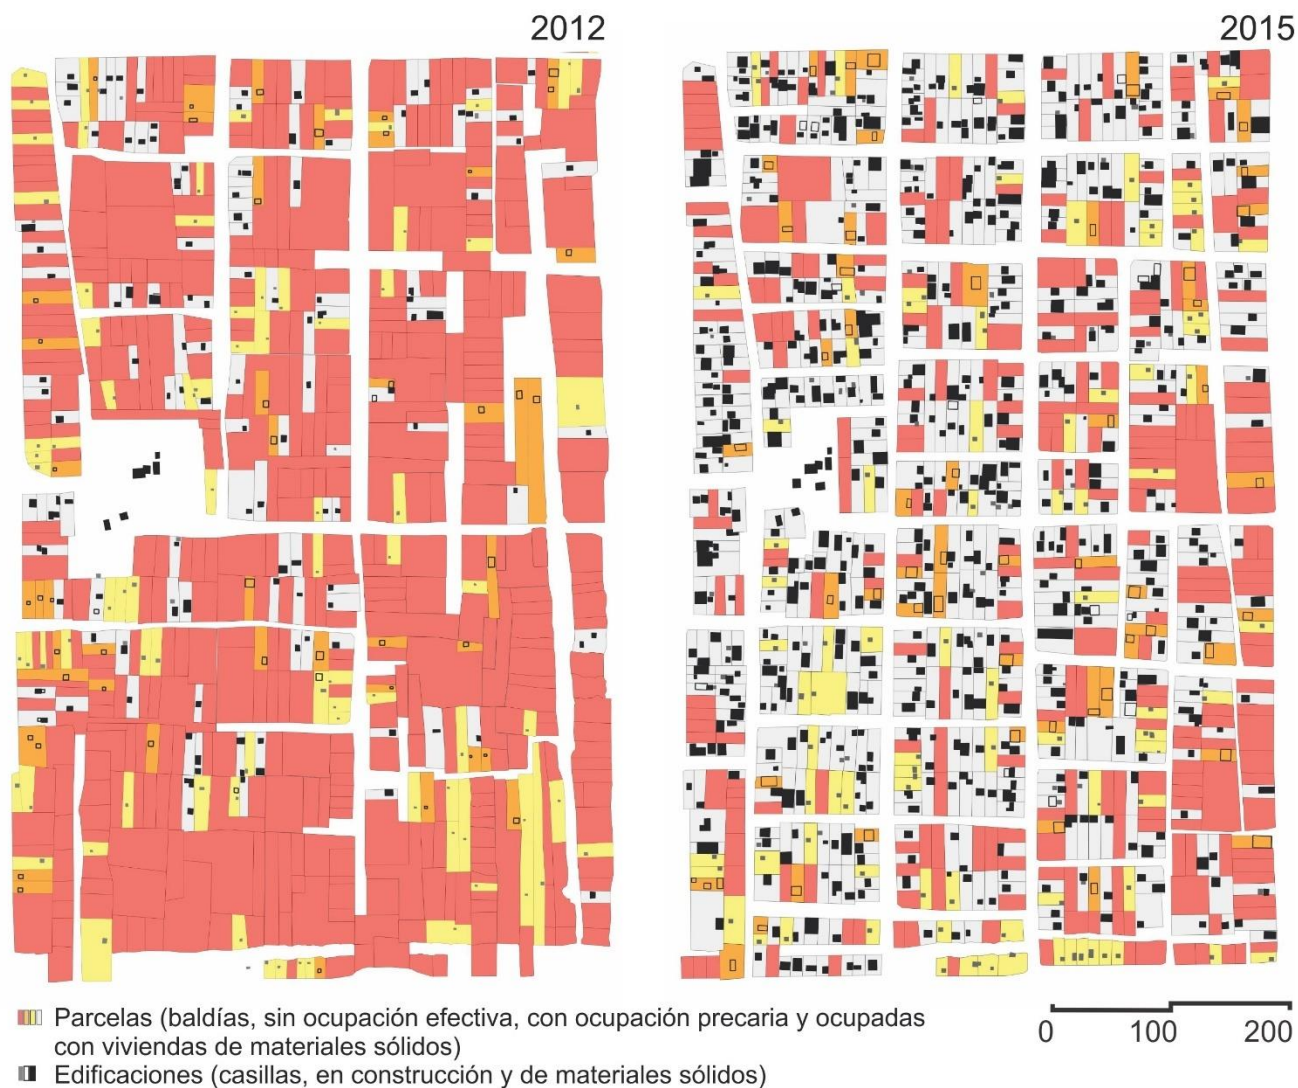 2012
2015
Parcelas (baldías, sin ocupación efectiva, con ocupación precaria y ocupadas
con viviendas de materiales sólidos)
Edificaciones (casillas, en construcción y de materiales sólidos)
0 100 200